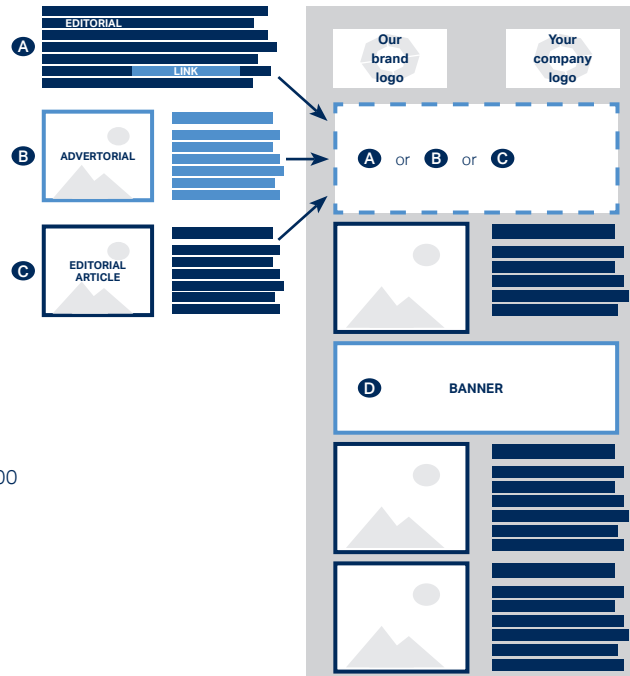 A
EDITORIAL
LINK
B
ADVERTORIAL
C
EDITORIAL
ARTICLE
00
Our
brand
logo
Your
company
logo
A or B or C
D BANNER